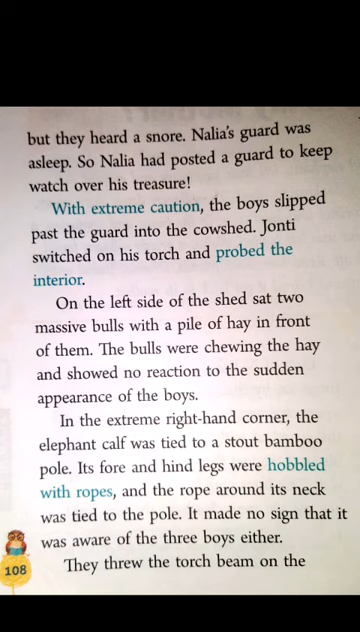 but they heard a snore. Nalia's guard was
asleep. So Nalia had posted a guard to keep
watch over his treasure!
With extreme caution, the boys slipped
past the guard into the cowshed. Jonti
switched on his torch and probed the
interior.
On the left side of the shed sat two
massive bulls with a pile of hay in front
of them. The bulls were chewing the hay
and showed no reaction to the sudden
appearance of the boys.
In the extreme right-hand corner, the
elephant calf was tied to a stout bamboo
pole. Its fore and hind legs were hobbled
with ropes, and the rope around its neck
was tied to the pole. It made no sign that it
was aware of the three boys either.
They threw the torch beam on the
108